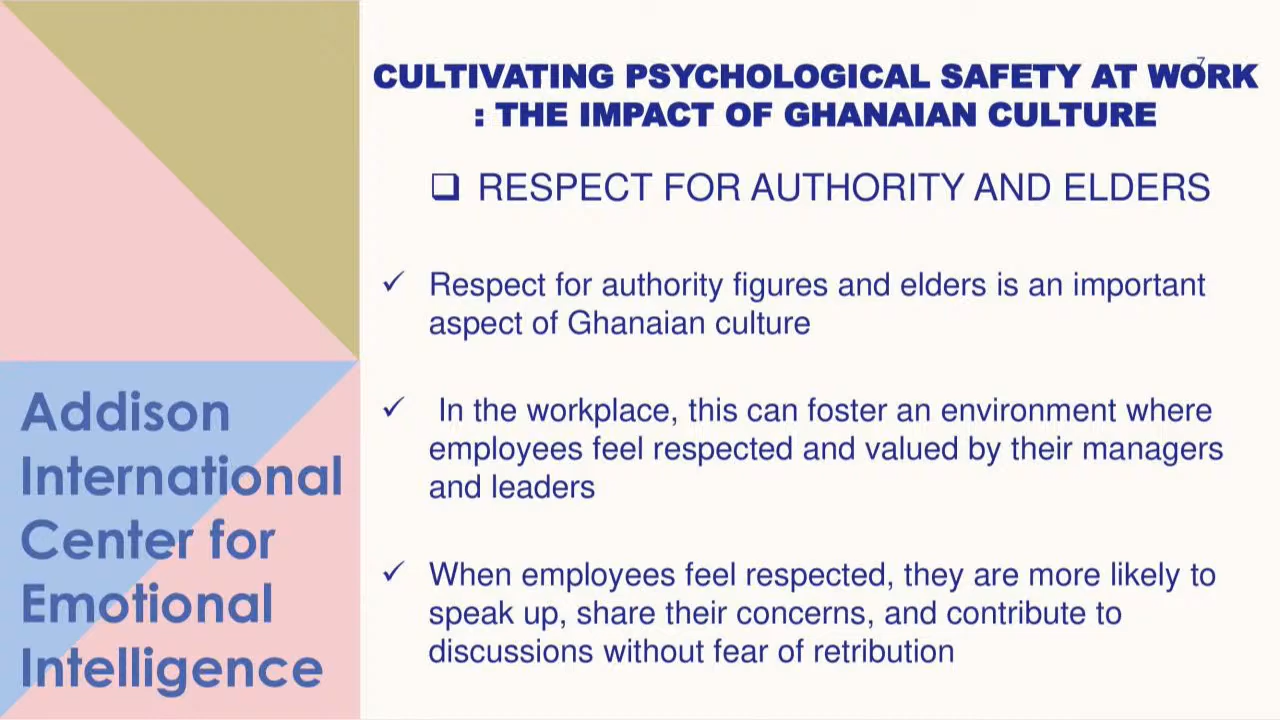 7
CULTIVATING PSYCHOLOGICAL SAFETY AT WORK
: THE IMPACT OF GHANAIAN CULTURE
❑ RESPECT FOR AUTHORITY AND ELDERS
✓ Respect for authority figures and elders is an important
aspect of Ghanaian culture
✓ In the workplace, this can foster an environment where
employees feel respected and valued by their managers
and leaders
✓ When employees feel respected, they are more likely to
speak up, share their concerns, and contribute to
discussions without fear of retribution
Addison
International
Center for
Emotional
Intelligence